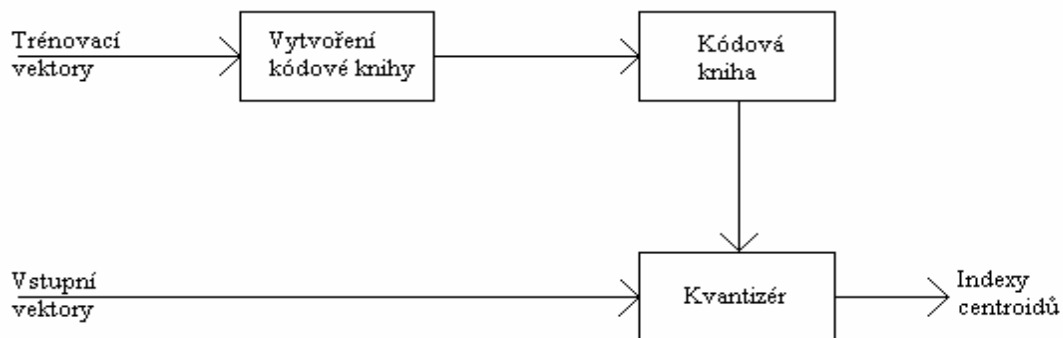 Trénovací
vektory
Vytvoření
kódové knihy
Kódová
kniha
Vstupní
vektory
Kvantizér
Indexy
centroidů